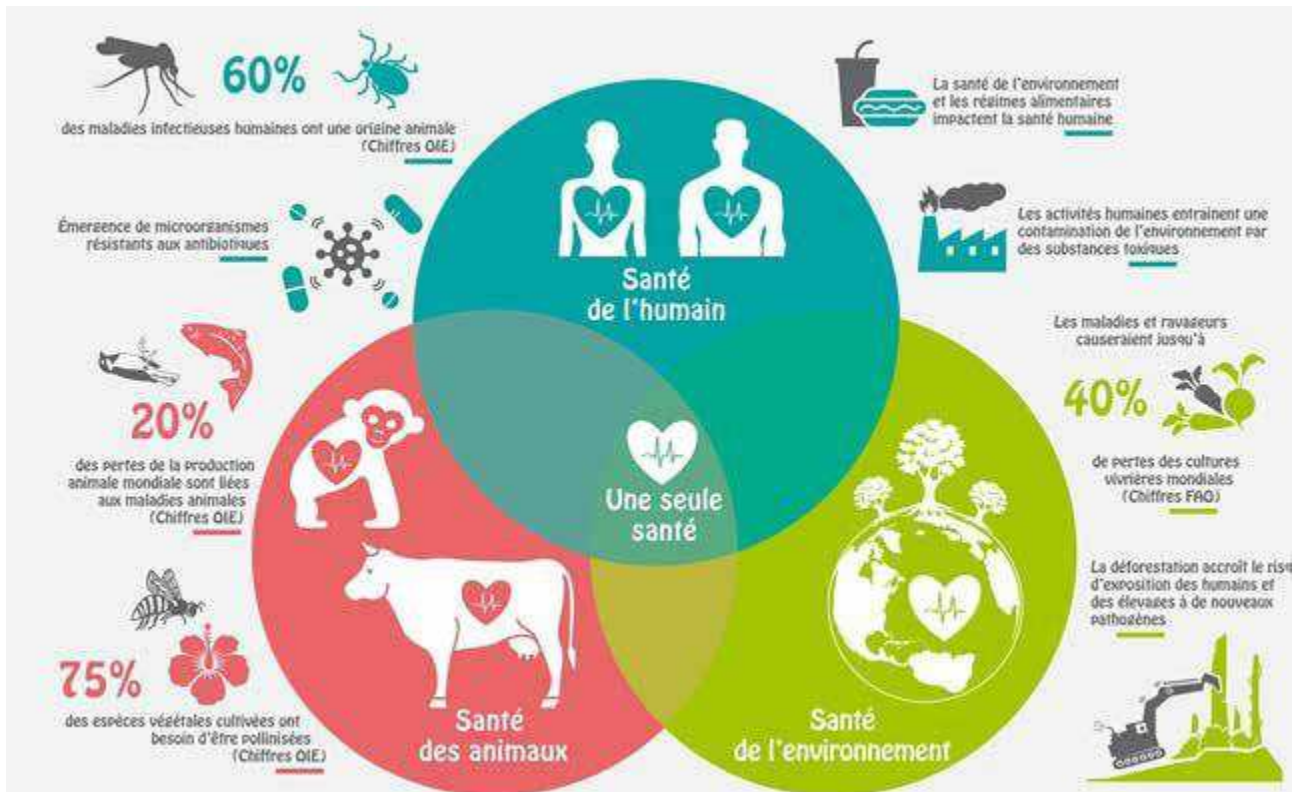 60%
des maladies infectieuses humaines ont une origine animale
(Chiffres OIE)
Émergence de microorganismes
résistants aux antibiotiques
20%
des pertes de la production
animale mondiale sont liées
aux maladies animales
(Chiffres OIE)
75%
des espèces végétales cultivées ont
besoin d'être pollinisées
(Chiffres OIE)
Santé
de l'humain
Une seule
santé
Santé
des animaux
Santé
de l'environnement
La santé de l'environnement
et les régimes alimentaires
impactent la santé humaine
Les activités humaines entrainent une
contamination de l'environnement par
des substances toxiques
Les maladies et ravageurs
causeraient jusqu'à
40%
de pertes des cultures
vivrières mondiales
(Chiffres FAO)
La déforestation accroît le risq
d'exposition des humains et
des élevages à de nouveaux
pathogènes